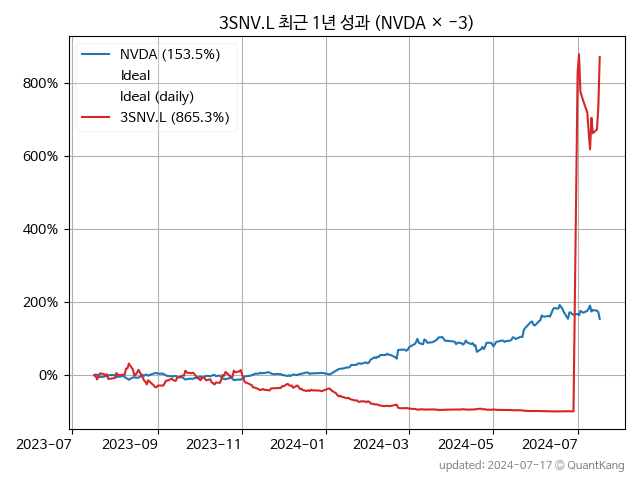 3SNV.L 최근 1년 성과 (NVDA × −3)
NVDA (153.5%)
Ideal
Ideal (daily)
3SNV.L (865.3%)
800%
600%
400%
200%
0%
2023-07 2023-09 2023-11 2024-01 2024-03 2024-05 2024-07
updated: 2024-07-17 © QuantKang